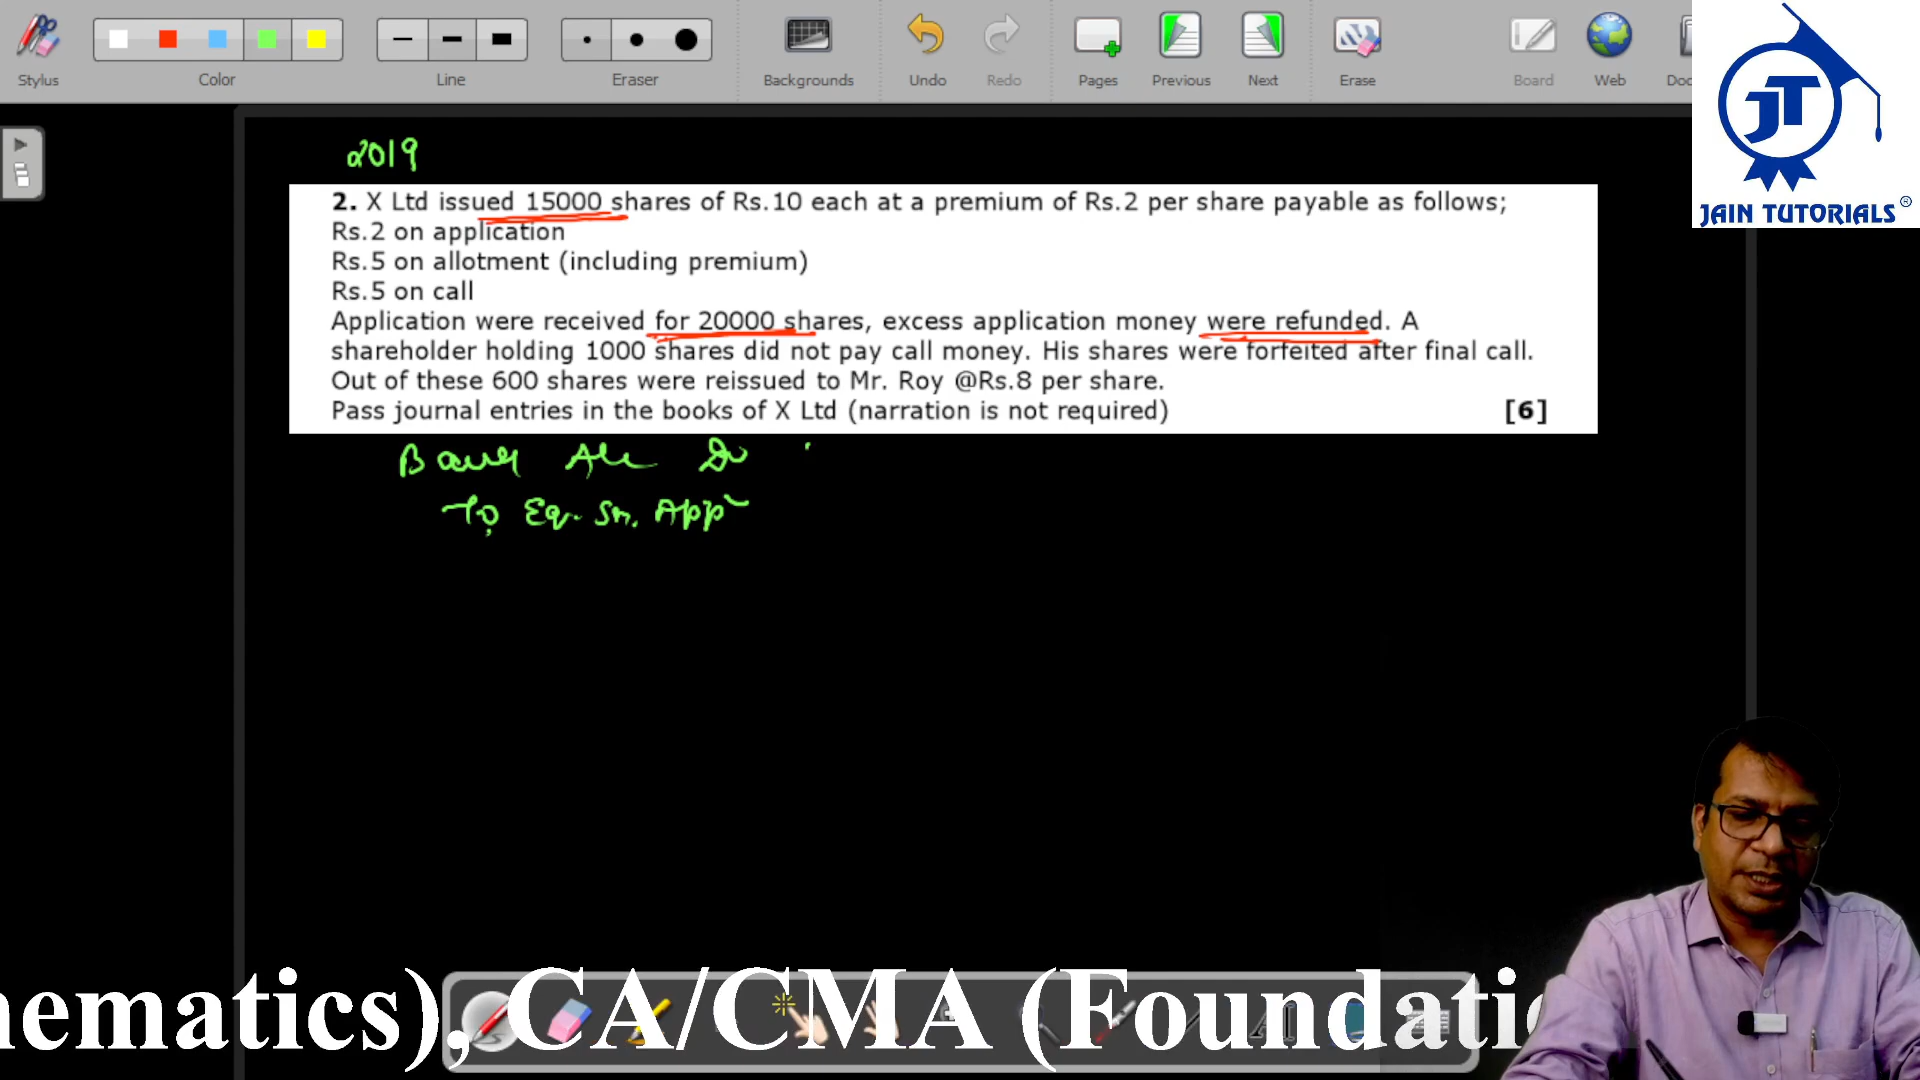 Stylus
Color
Line
Eraser
Backgrounds
Undo
Redo
Pages
Previous
Next
Erase
Board
Web
JT
JAIN TUTORIALS®
2019
2. X Ltd issued 15000 shares of Rs.10 each at a premium of Rs.2 per share payable as follows;
Rs.2 on application
Rs.5 on allotment (including premium)
Rs.5 on call
Application were received for 20000 shares, excess application money were refunded. A
shareholder holding 1000 shares did not pay call money. His shares were forfeited after final call.
Out of these 600 shares were reissued to Mr. Roy @Rs.8 per share.
Pass journal entries in the books of X Ltd (narration is not required) [6]
Bank A/c Dr
To Eq. Sh. Appn
hematics), CA/CMA (Foundati